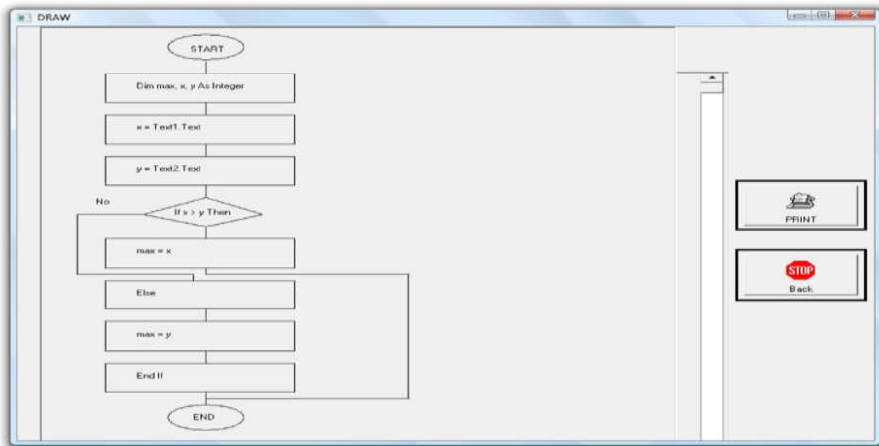 DRAW
START
Dim max, x, y As Integer
x = Text1.Text
y = Text2.Text
No
If x > y Then
max = x
Else
max = y
End If
END
PRINT
STOP
Back